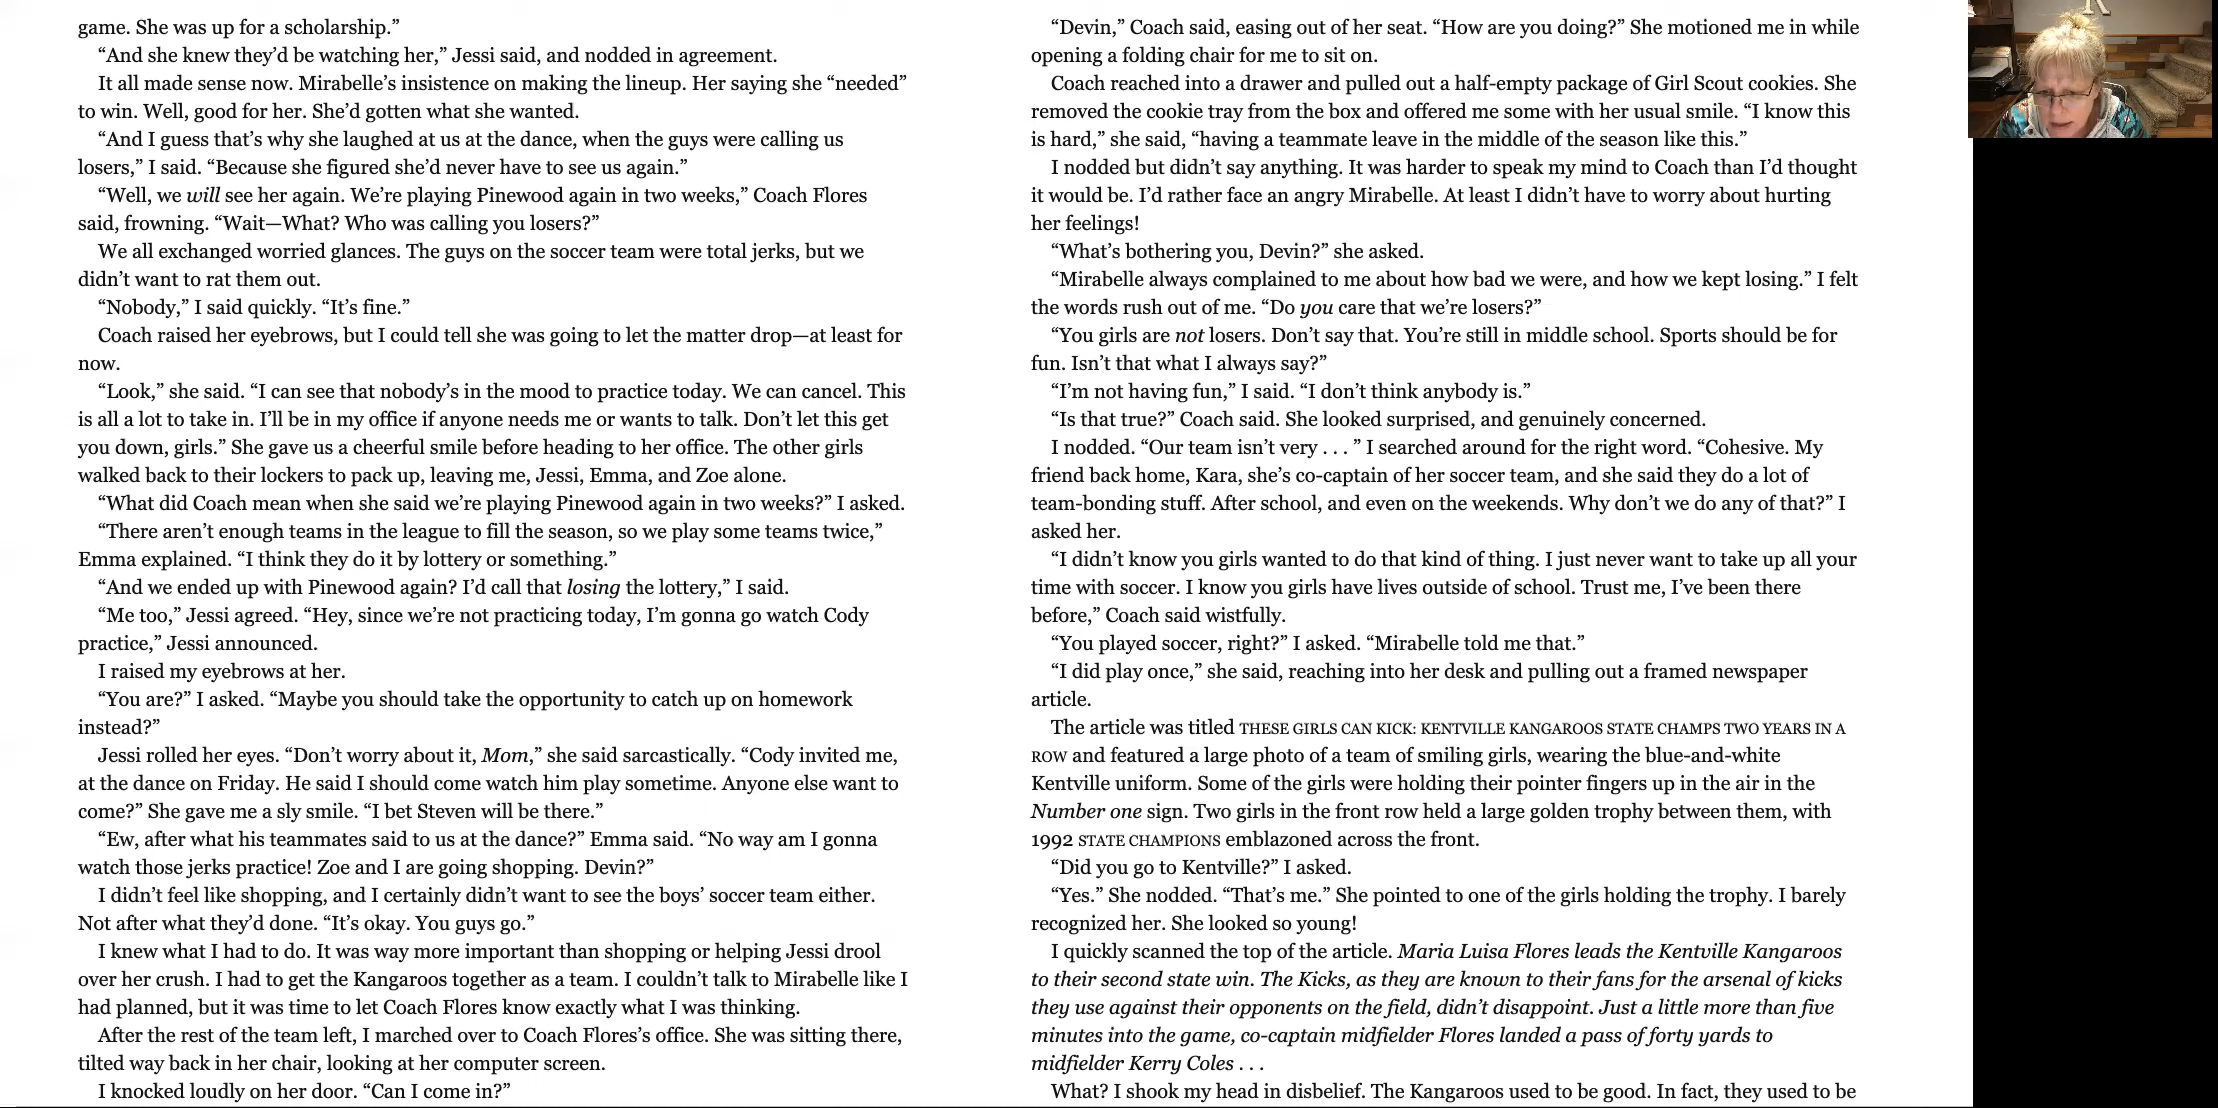 game. She was up for a scholarship.”
“And she knew they’d be watching her,” Jessi said, and nodded in agreement.
It all made sense now. Mirabelle’s insistence on making the lineup. Her saying she “needed”
to win. Well, good for her. She’d gotten what she wanted.
“And I guess that’s why she laughed at us at the dance, when the guys were calling us
losers,” I said. “Because she figured she’d never have to see us again.”
“Well, we will see her again. We’re playing Pinewood again in two weeks,” Coach Flores
said, frowning. “Wait—What? Who was calling you losers?”
We all exchanged worried glances. The guys on the soccer team were total jerks, but we
didn’t want to rat them out.
“Nobody,” I said quickly. “It’s fine.”
Coach raised her eyebrows, but I could tell she was going to let the matter drop—at least for
now.
“Look,” she said. “I can see that nobody’s in the mood to practice today. We can cancel. This
is all a lot to take in. I’ll be in my office if anyone needs me or wants to talk. Don’t let this get
you down, girls.” She gave us a cheerful smile before heading to her office. The other girls
walked back to their lockers to pack up, leaving me, Jessi, Emma, and Zoe alone.
“What did Coach mean when she said we’re playing Pinewood again in two weeks?” I asked.
“There aren’t enough teams in the league to fill the season, so we play some teams twice,”
Emma explained. “I think they do it by lottery or something.”
“And we ended up with Pinewood again? I’d call that losing the lottery,” I said.
“Me too,” Jessi agreed. “Hey, since we’re not practicing today, I’m gonna go watch Cody
practice,” Jessi announced.
I raised my eyebrows at her.
“You are?” I asked. “Maybe you should take the opportunity to catch up on homework
instead?”
Jessi rolled her eyes. “Don’t worry about it, Mom,” she said sarcastically. “Cody invited me,
at the dance on Friday. He said I should come watch him play sometime. Anyone else want to
come?” She gave me a sly smile. “I bet Steven will be there.”
“Ew, after what his teammates said to us at the dance?” Emma said. “No way am I gonna
watch those jerks practice! Zoe and I are going shopping. Devin?”
I didn’t feel like shopping, and I certainly didn’t want to see the boys’ soccer team either.
Not after what they’d done. “It’s okay. You guys go.”
I knew what I had to do. It was way more important than shopping or helping Jessi drool
over her crush. I had to get the Kangaroos together as a team. I couldn’t talk to Mirabelle like I
had planned, but it was time to let Coach Flores know exactly what I was thinking.
After the rest of the team left, I marched over to Coach Flores’s office. She was sitting there,
tilted way back in her chair, looking at her computer screen.
I knocked loudly on her door. “Can I come in?”
“Devin,” Coach said, easing out of her seat. “How are you doing?” She motioned me in while
opening a folding chair for me to sit on.
Coach reached into a drawer and pulled out a half-empty package of Girl Scout cookies. She
removed the cookie tray from the box and offered me some with her usual smile. “I know this
is hard,” she said, “having a teammate leave in the middle of the season like this.”
I nodded but didn’t say anything. It was harder to speak my mind to Coach than I’d thought
it would be. I’d rather face an angry Mirabelle. At least I didn’t have to worry about hurting
her feelings!
“What’s bothering you, Devin?” she asked.
“Mirabelle always complained to me about how bad we were, and how we kept losing.” I felt
the words rush out of me. “Do you care that we’re losers?”
“You girls are not losers. Don’t say that. You’re still in middle school. Sports should be for
fun. Isn’t that what I always say?”
“I’m not having fun,” I said. “I don’t think anybody is.”
“Is that true?” Coach said. She looked surprised, and genuinely concerned.
I nodded. “Our team isn’t very . . . ” I searched around for the right word. “Cohesive. My
friend back home, Kara, she’s co-captain of her soccer team, and she said they do a lot of
team-bonding stuff. After school, and even on the weekends. Why don’t we do any of that?” I
asked her.
“I didn’t know you girls wanted to do that kind of thing. I just never want to take up all your
time with soccer. I know you girls have lives outside of school. Trust me, I’ve been there
before,” Coach said wistfully.
“You played soccer, right?” I asked. “Mirabelle told me that.”
“I did play once,” she said, reaching into her desk and pulling out a framed newspaper
article.
The article was titled THESE GIRLS CAN KICK: KENTVILLE KANGAROOS STATE CHAMPS TWO YEARS IN A
ROW and featured a large photo of a team of smiling girls, wearing the blue-and-white
Kentville uniform. Some of the girls were holding their pointer fingers up in the air in the
Number one sign. Two girls in the front row held a large golden trophy between them, with
1992 STATE CHAMPIONS emblazoned across the front.
“Did you go to Kentville?” I asked.
“Yes.” She nodded. “That’s me.” She pointed to one of the girls holding the trophy. I barely
recognized her. She looked so young!
I quickly scanned the top of the article. Maria Luisa Flores leads the Kentville Kangaroos
to their second state win. The Kicks, as they are known to their fans for the arsenal of kicks
they use against their opponents on the field, didn’t disappoint. Just a little more than five
minutes into the game, co-captain midfielder Flores landed a pass of forty yards to
midfielder Kerry Coles . . .
What? I shook my head in disbelief. The Kangaroos used to be good. In fact, they used to be
R